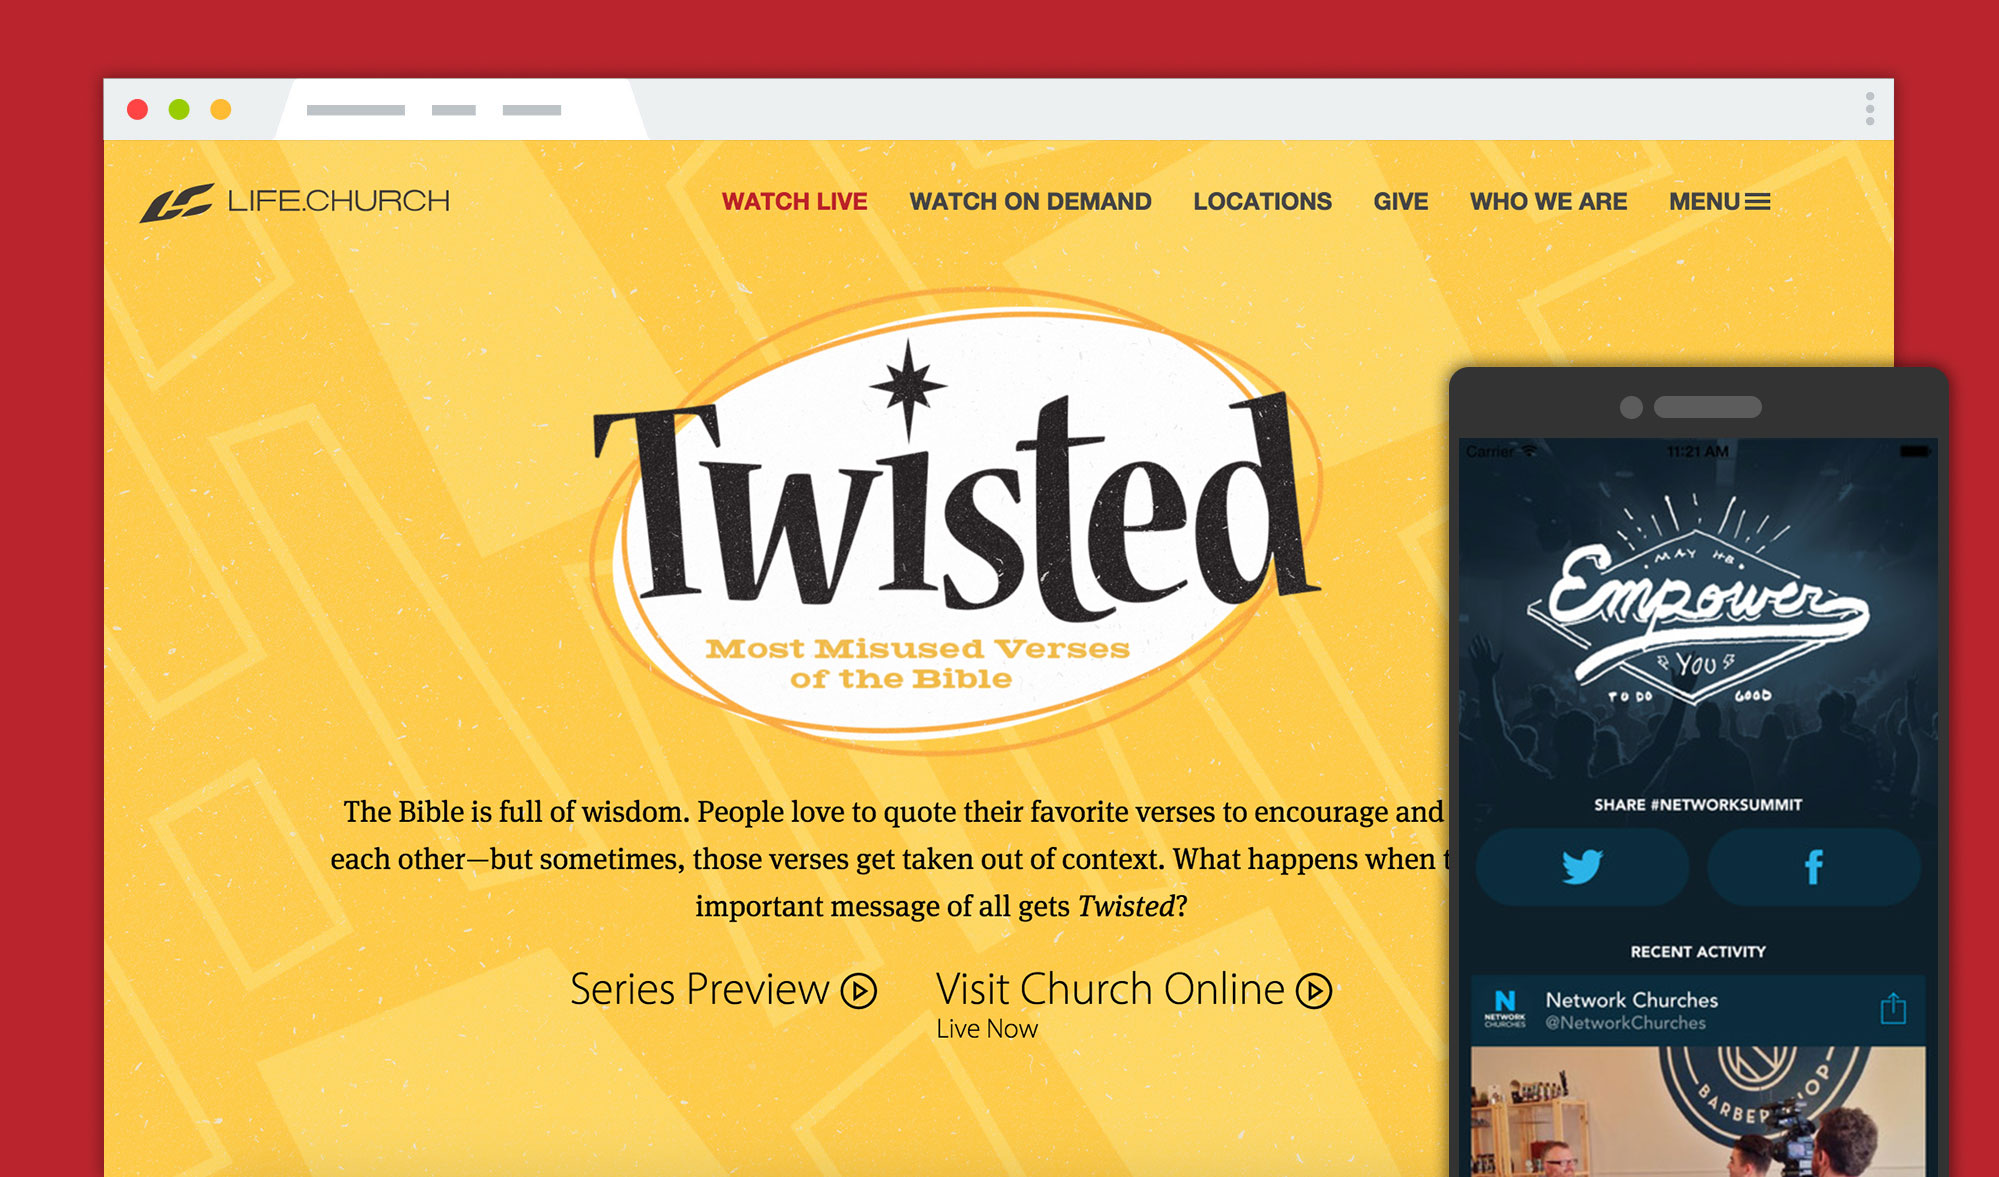 LIFE.CHURCH
WATCH LIVE
WATCH ON DEMAND
LOCATIONS
GIVE
WHO WE ARE
MENU
Twisted
Most Misused Verses
of the Bible
The Bible is full of wisdom. People love to quote their favorite verses to encourage and
each other—but sometimes, those verses get taken out of context. What happens when
important message of all gets Twisted?
Series Preview
Visit Church Online
Live Now
Carrier
11:21 AM
MAY HE
Empower
YOU
TO DO GOOD
SHARE #NETWORKSUMMIT
RECENT ACTIVITY
N
NETWORK
CHURCHES
Network Churches
@NetworkChurches
BARBER SHOP